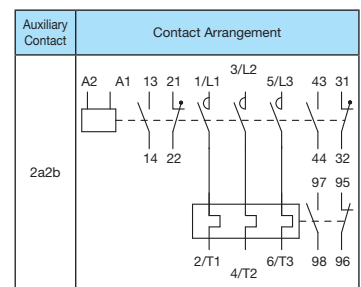 Auxiliary
Contact
Contact Arrangement
3/L2
A2 A1 13 21 1/L1 5/L3 43 31
14 22 44 32
2a2b
97 95
2/T1 6/T3 98 96
4/T2